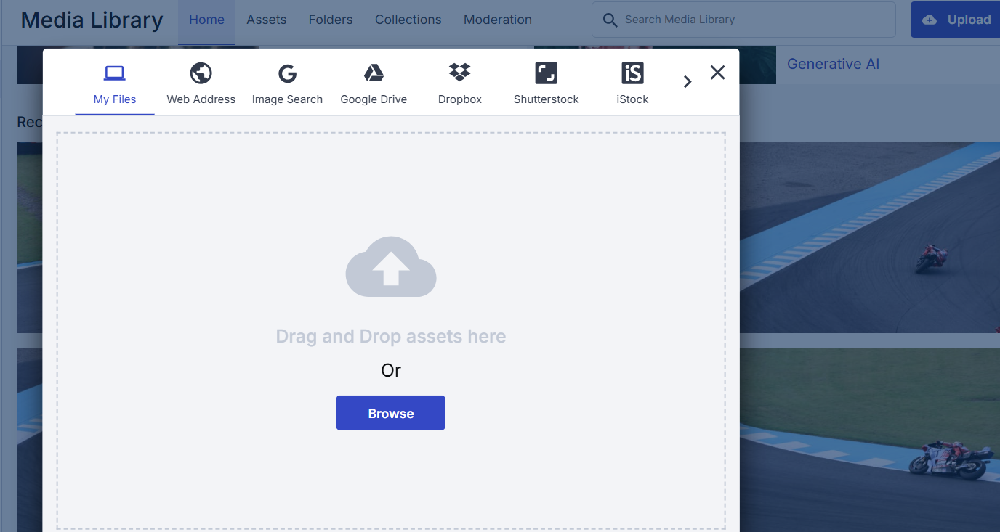 Media Library
Home
Assets
Folders
Collections
Moderation
Search Media Library
Upload
Generative AI
My Files
Web Address
Image Search
Google Drive
Dropbox
Shutterstock
iS
iStock
Rec
Drag and Drop assets here
Or
Browse